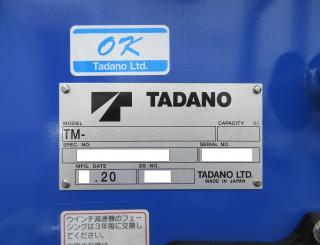 OK
Tadano Ltd.
TADANO
MODEL
CAPACITY (t)
TM-
SPEC. NO.
SERIAL NO.
MFG. DATE
SS NO.
.20
TADANO LTD.
MADE IN JAPAN
ウインチ減速機のフェー
シングは3年毎に交換し
てください。